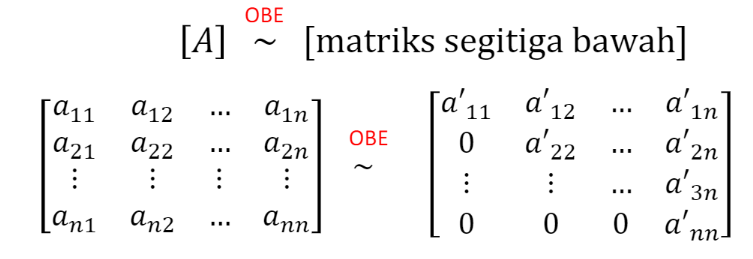 OBE
[A] ~ [matriks segitiga bawah]
[a₁₁ a₁₂ … a₁ₙ] [a′₁₁ a′₁₂ … a′₁ₙ]
[a₂₁ a₂₂ … a₂ₙ] OBE [0 a′₂₂ … a′₂ₙ]
[⋮ ⋮ ⋮ ⋮] ~ [⋮ ⋮ … a′₃ₙ]
[aₙ₁ aₙ₂ … aₙₙ.] [0 0 0 a′ₙₙ]